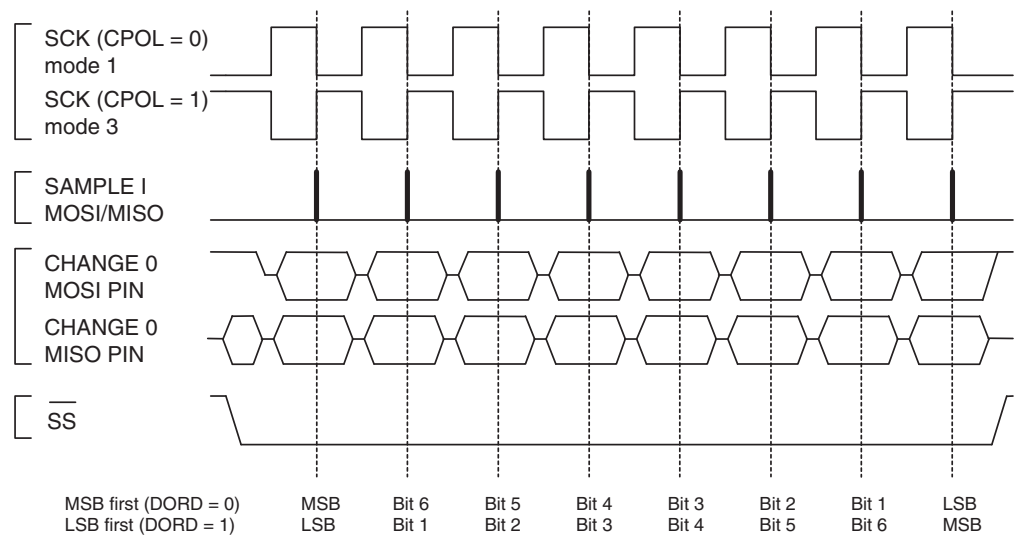 SCK (CPOL = 0)
mode 1
SCK (CPOL = 1)
mode 3
SAMPLE I
MOSI/MISO
CHANGE 0
MOSI PIN
CHANGE 0
MISO PIN
SS
MSB first (DORD = 0) MSB Bit 6 Bit 5 Bit 4 Bit 3 Bit 2 Bit 1 LSB
LSB first (DORD = 1) LSB Bit 1 Bit 2 Bit 3 Bit 4 Bit 5 Bit 6 MSB